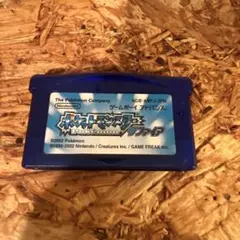 The Pokémon Company
Nintendo
ゲームボーイ アドバンス
ポケットモンスター
サファイア
©2002 Pokémon
©1995-2002 Nintendo / Creatures inc. / GAME FREAK inc.